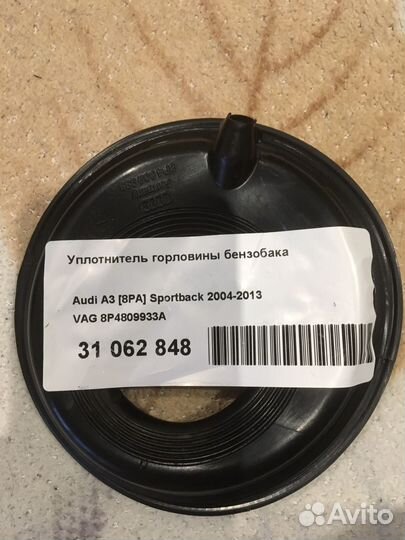 Уплотнитель горловины бензобака
Audi A3 [8PA] Sportback 2004-2013
VAG 8P4809933A
31 062 848
Avito